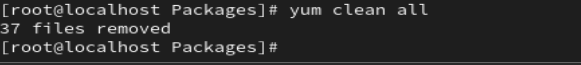 [root@localhost Packages]# yum clean all
37 files removed
[root@localhost Packages]#